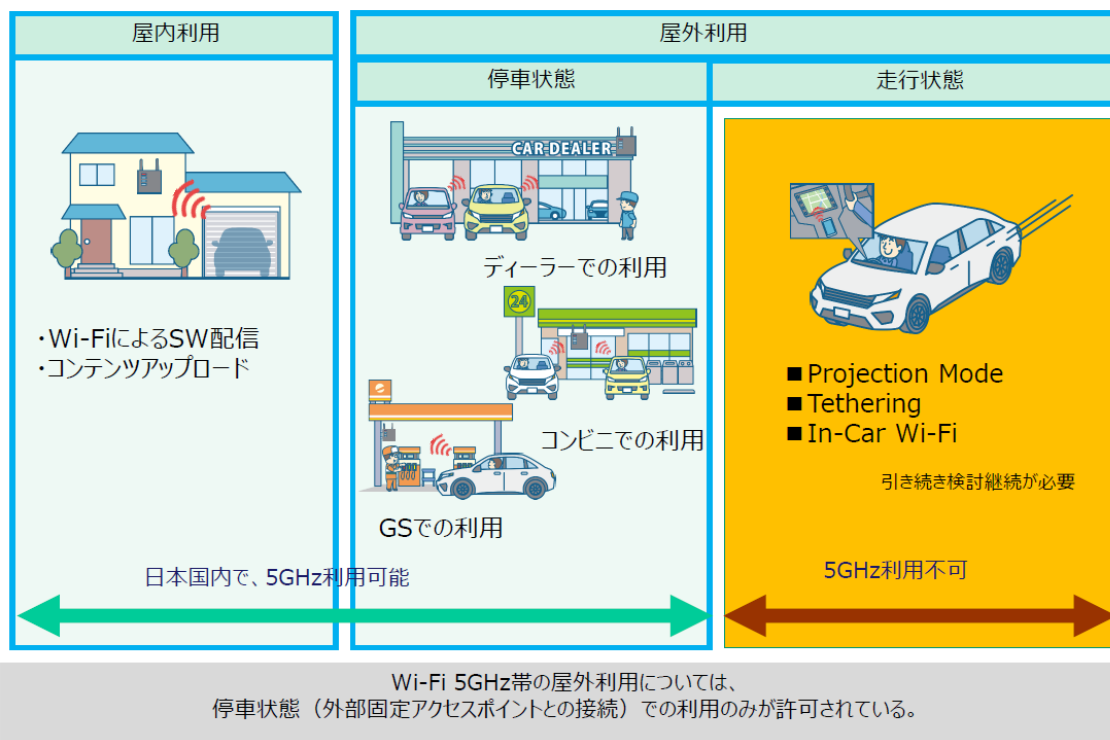 屋内利用
屋外利用
停車状態
走行状態
CAR DEALER
ディーラーでの利用
24
・Wi-FiによるSW配信
・コンテンツアップロード
コンビニでの利用
GSでの利用
■Projection Mode
■Tethering
■In-Car Wi-Fi
引き続き検討継続が必要
日本国内で、5GHz利用可能
5GHz利用不可
Wi-Fi 5GHz帯の屋外利用については、
停車状態（外部固定アクセスポイントとの接続）での利用のみが許可されている。